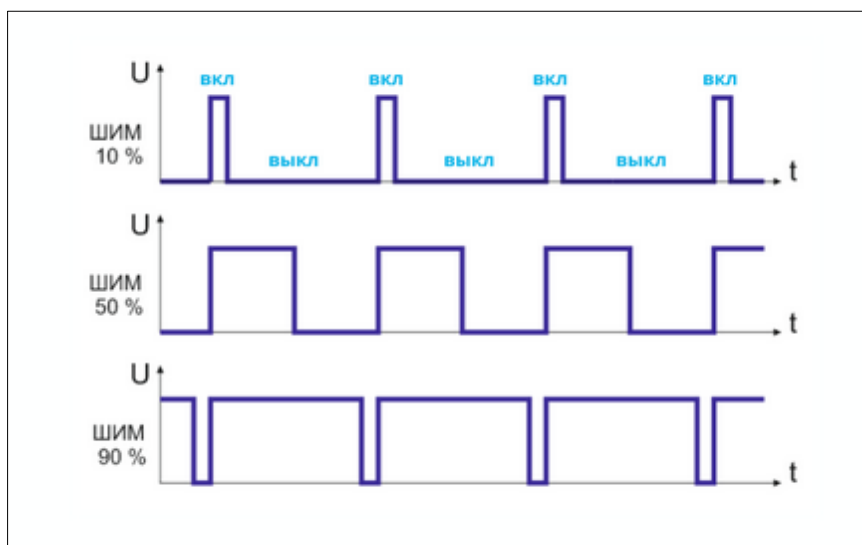 U
вкл вкл вкл вкл
ШИМ
10 %
выкл выкл выкл
t
U
ШИМ
50 %
t
U
ШИМ
90 %
t